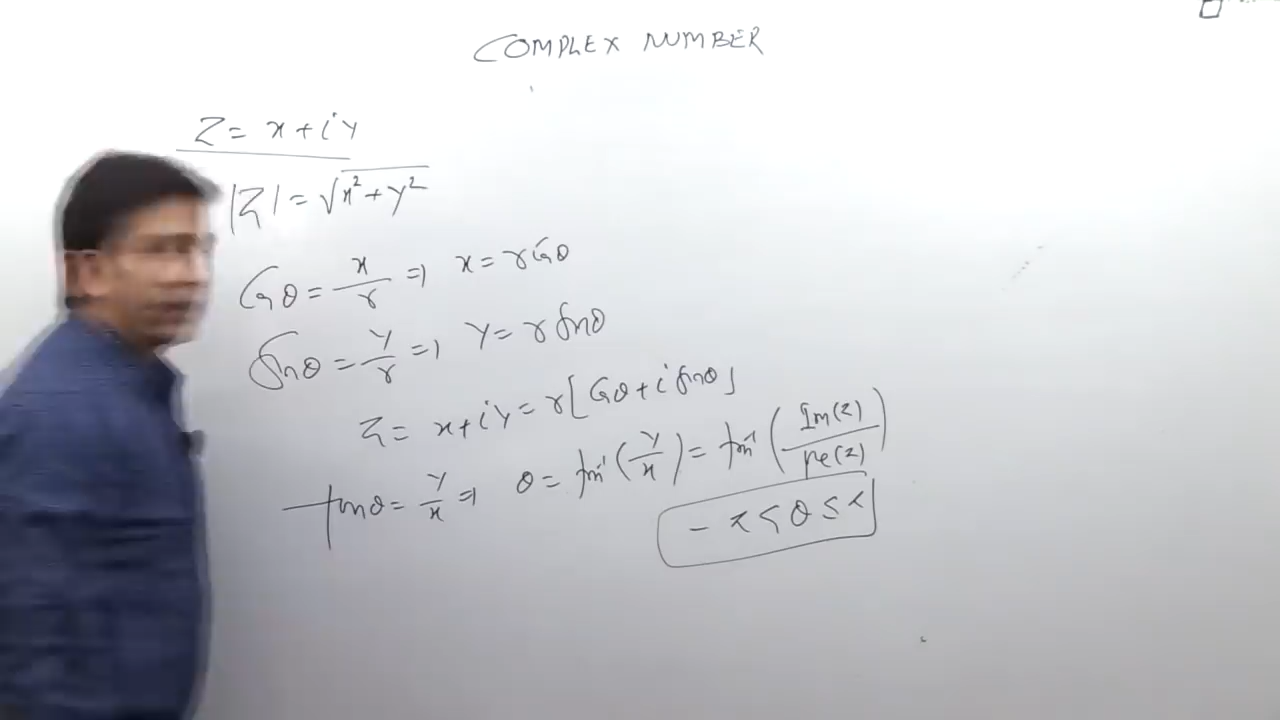 COMPLEX NUMBER
Z = x + iy
|Z| = √x² + y²
Cosθ = x/r ⇒ x = r Cosθ
Sinθ = y/r ⇒ y = r Sinθ
Z = x + iy = r[Cosθ + i Sinθ]
tanθ = y/x ⇒ θ = tan⁻¹(y/x) = tan⁻¹(Im(z)/Re(z))
-π < θ ≤ π